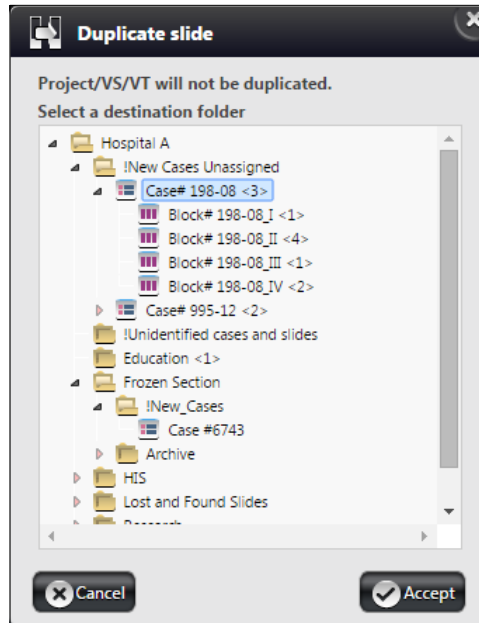 Duplicate slide
Project/VS/VT will not be duplicated.
Select a destination folder
Hospital A
!New Cases Unassigned
Case# 198-08 <3>
Block# 198-08_I <1>
Block# 198-08_II <4>
Block# 198-08_III <1>
Block# 198-08_IV <2>
Case# 995-12 <2>
!Unidentified cases and slides
Education <1>
Frozen Section
!New_Cases
Case #6743
Archive
HIS
Lost and Found Slides
Research
Cancel
Accept